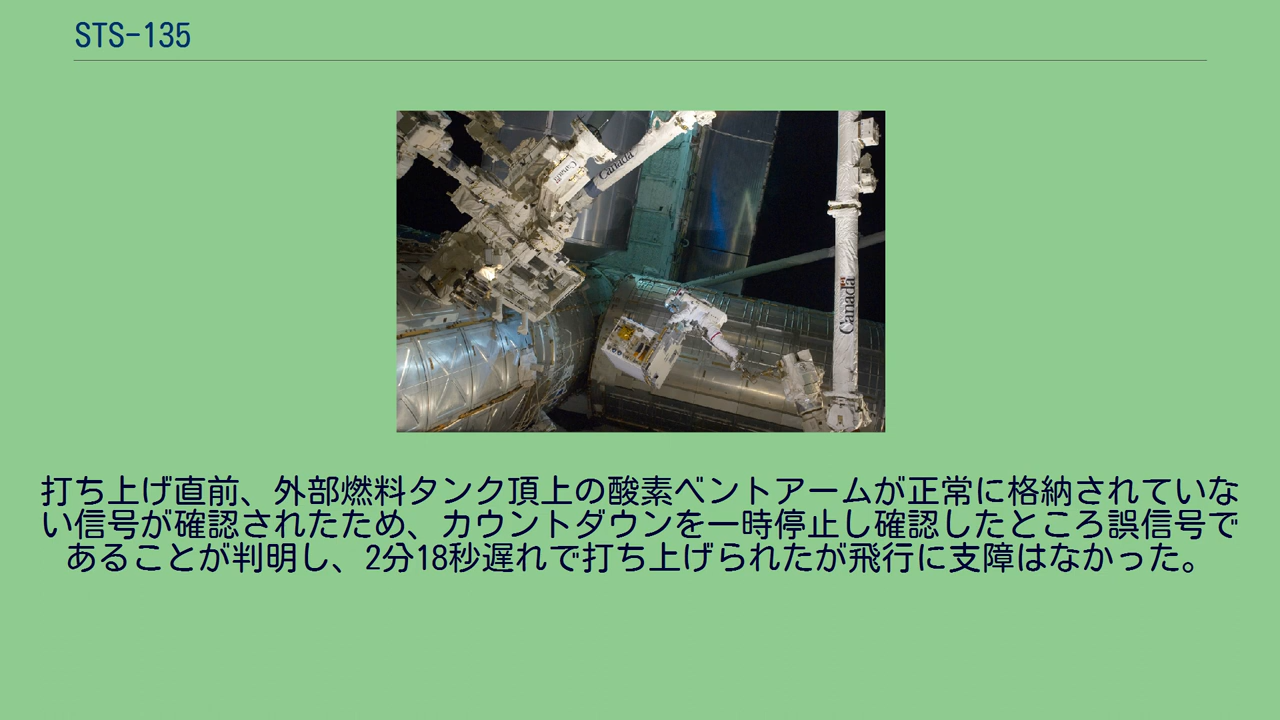 STS-135
Canada
Canada
Canada
打ち上げ直前、外部燃料タンク頂上の酸素ベントアームが正常に格納されていな
い信号が確認されたため、カウントダウンを一時停止し確認したところ誤信号で
あることが判明し、2分18秒遅れで打ち上げられたが飛行に支障はなかった。